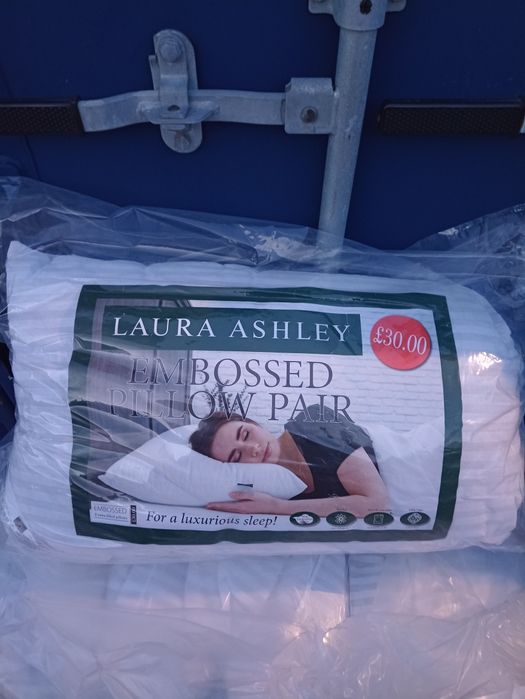 LAURA ASHLEY
£30.00
EMBOSSED
PILLOW PAIR
EMBOSSED
For a luxurious sleep!